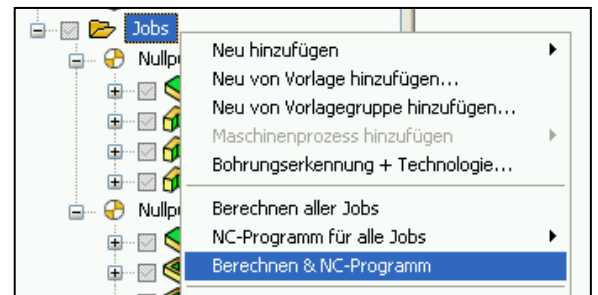 Jobs
Nullp
Neu hinzufügen
Neu von Vorlage hinzufügen...
Neu von Vorlagegruppe hinzufügen...
Maschinenprozess hinzufügen
Bohrungserkennung + Technologie...
Nullp
Berechnen aller Jobs
NC-Programm für alle Jobs
Berechnen & NC-Programm